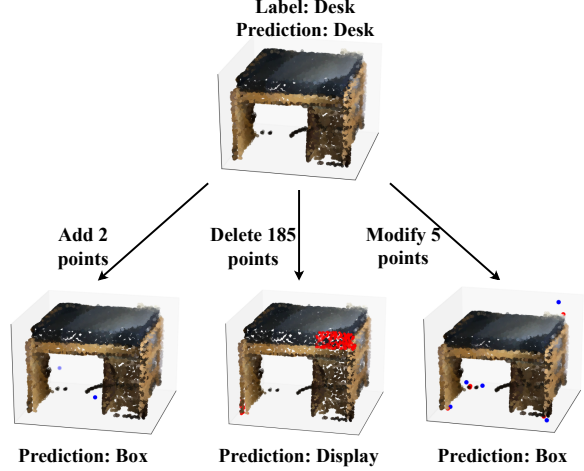 Label: Desk
Prediction: Desk
Add 2
points
Delete 185
points
Modify 5
points
Prediction: Box
Prediction: Display
Prediction: Box